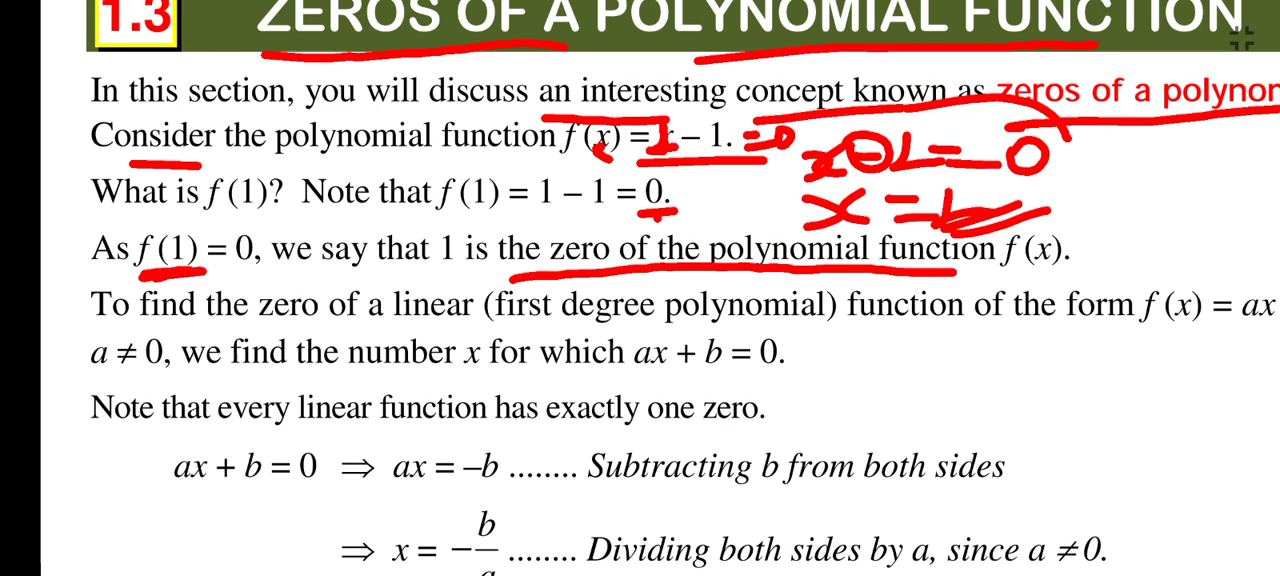 1.3 ZEROS OF A POLYNOMIAL FUNCTION
In this section, you will discuss an interesting concept known as zeros of a polynor
Consider the polynomial function f (x) = x – 1. = 0
x – 1 = 0
What is f (1)? Note that f (1) = 1 – 1 = 0.
x =
As f (1) = 0, we say that 1 is the zero of the polynomial function f (x).
To find the zero of a linear (first degree polynomial) function of the form f (x) = ax
a ≠ 0, we find the number x for which ax + b = 0.
Note that every linear function has exactly one zero.
ax + b = 0 ⇒ ax = –b ........ Subtracting b from both sides
⇒ x = – b/a ........ Dividing both sides by a, since a ≠ 0.